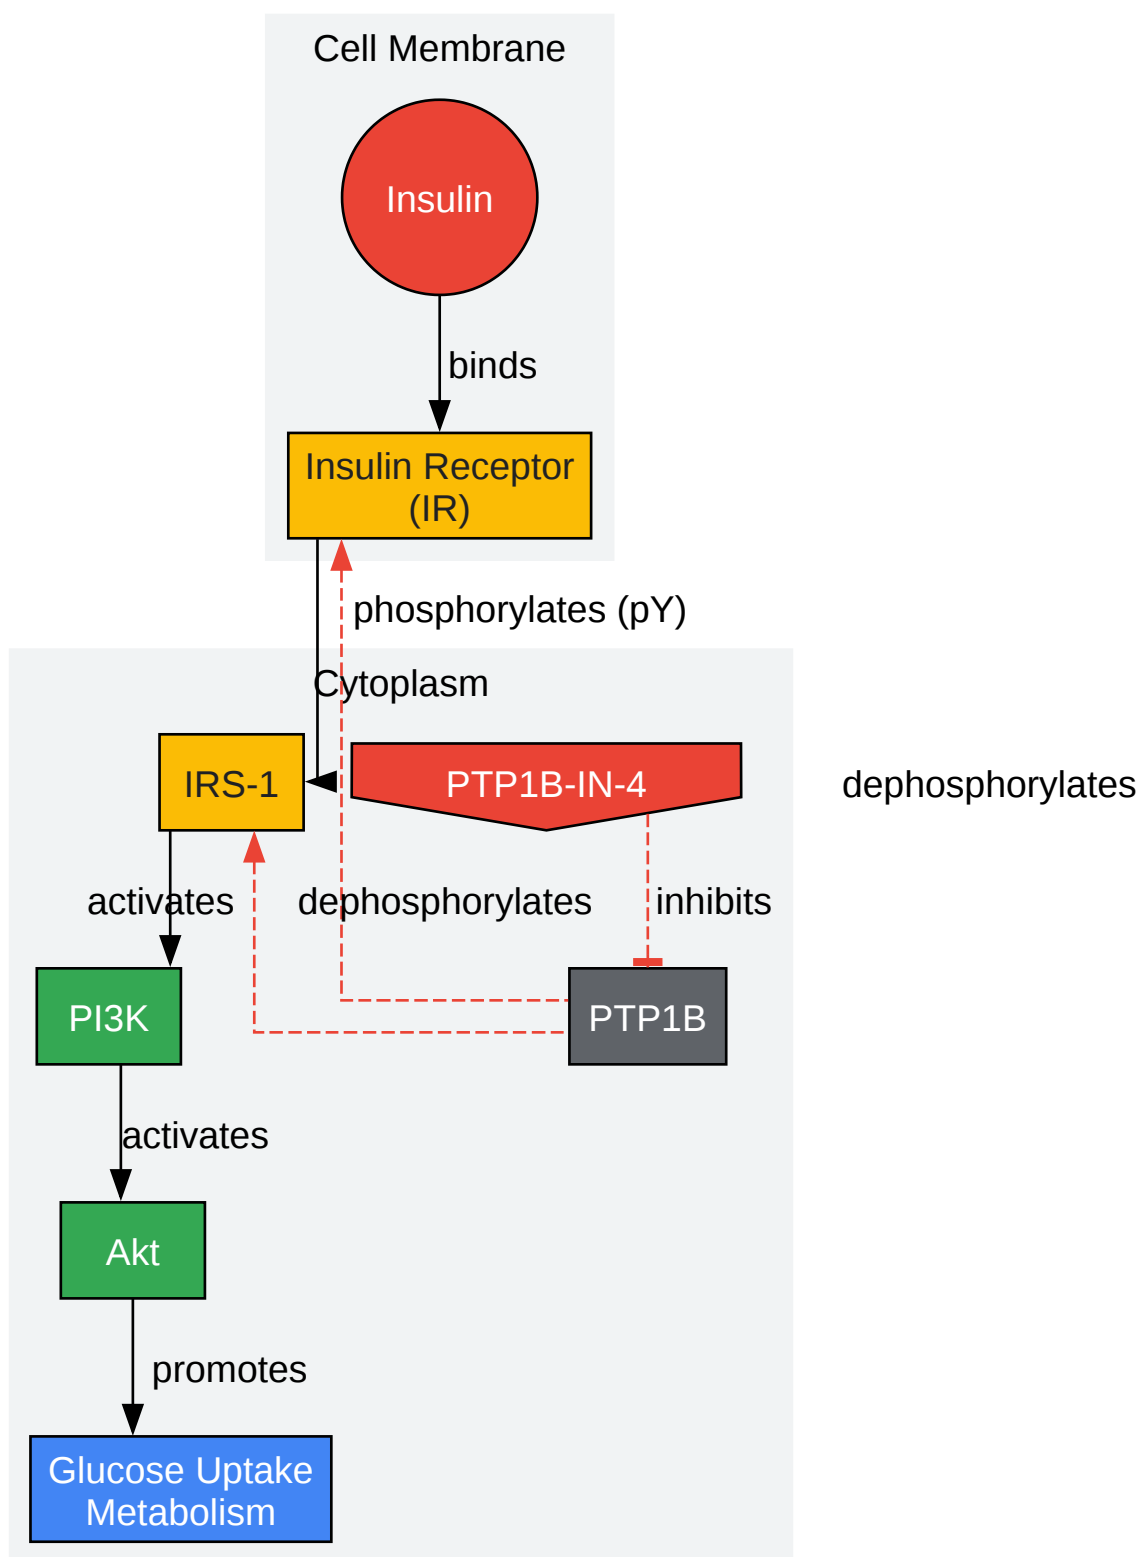 Cell Membrane
Insulin
binds
Insulin Receptor
(IR)
phosphorylates (pY)
Cytoplasm
IRS-1
PTP1B-IN-4
dephosphorylates
activates
dephosphorylates
inhibits
PI3K
PTP1B
activates
Akt
promotes
Glucose Uptake
Metabolism